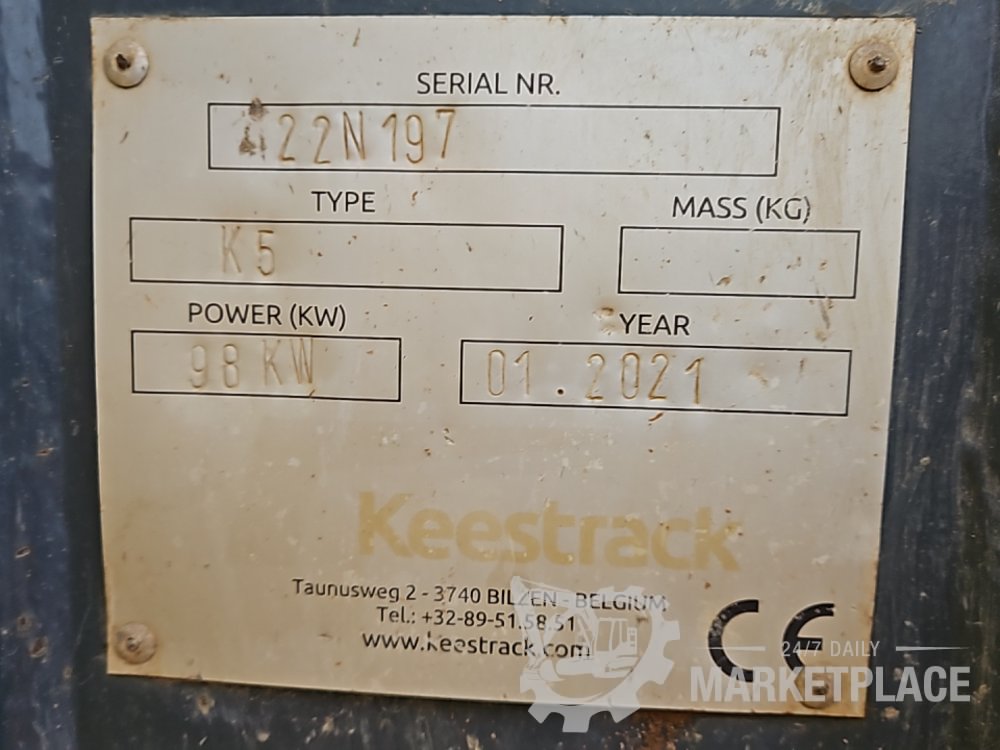 SERIAL NR.
422N197
TYPE
MASS (KG)
K5
POWER (KW)
YEAR
98 KW
01.2021
Keestrack
Taunusweg 2 - 3740 BILZEN - BELGIUM
Tel.: +32-89-51.58.51
www.keestrack.com
CE
24/7 DAILY
MARKETPLACE